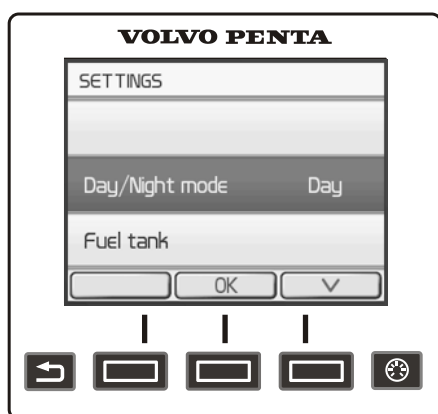 VOLVO PENTA
SETTINGS
Day/Night mode Day
Fuel tank
OK